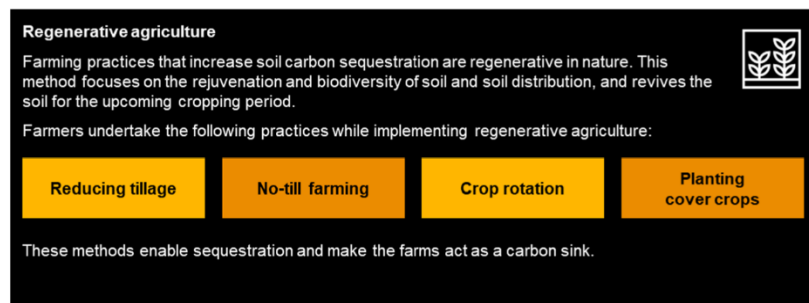 Regenerative agriculture
Farming practices that increase soil carbon sequestration are regenerative in nature. This
method focuses on the rejuvenation and biodiversity of soil and soil distribution, and revives the
soil for the upcoming cropping period.
Farmers undertake the following practices while implementing regenerative agriculture:
Reducing tillage
No-till farming
Crop rotation
Planting
cover crops
These methods enable sequestration and make the farms act as a carbon sink.